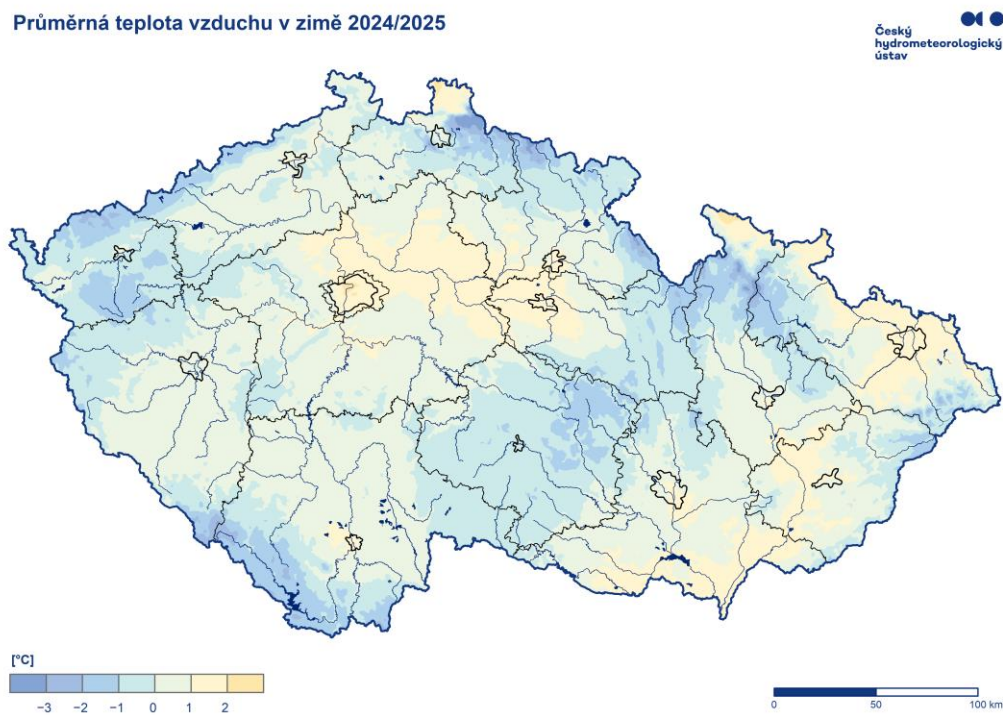 Průměrná teplota vzduchu v zimě 2024/2025
Český
hydrometeorologický
ústav
[°C]
−3 −2 −1 0 1 2
0 50 100 km